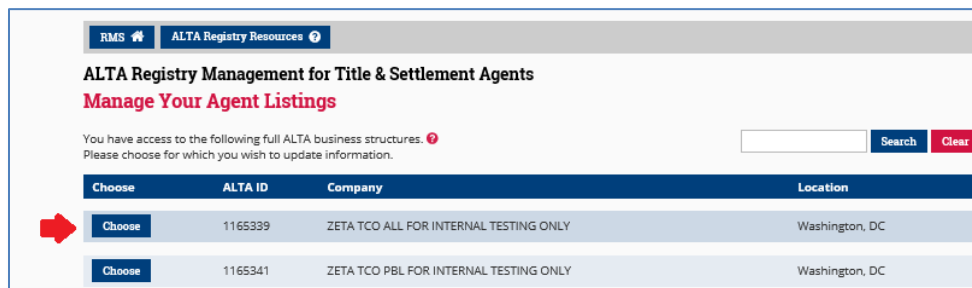 RMS ALTA Registry Resources
ALTA Registry Management for Title & Settlement Agents
Manage Your Agent Listings
You have access to the following full ALTA business structures.
Please choose for which you wish to update information.
Search Clear
Choose ALTA ID Company Location
Choose 1165339 ZETA TCO ALL FOR INTERNAL TESTING ONLY Washington, DC
Choose 1165341 ZETA TCO PBL FOR INTERNAL TESTING ONLY Washington, DC